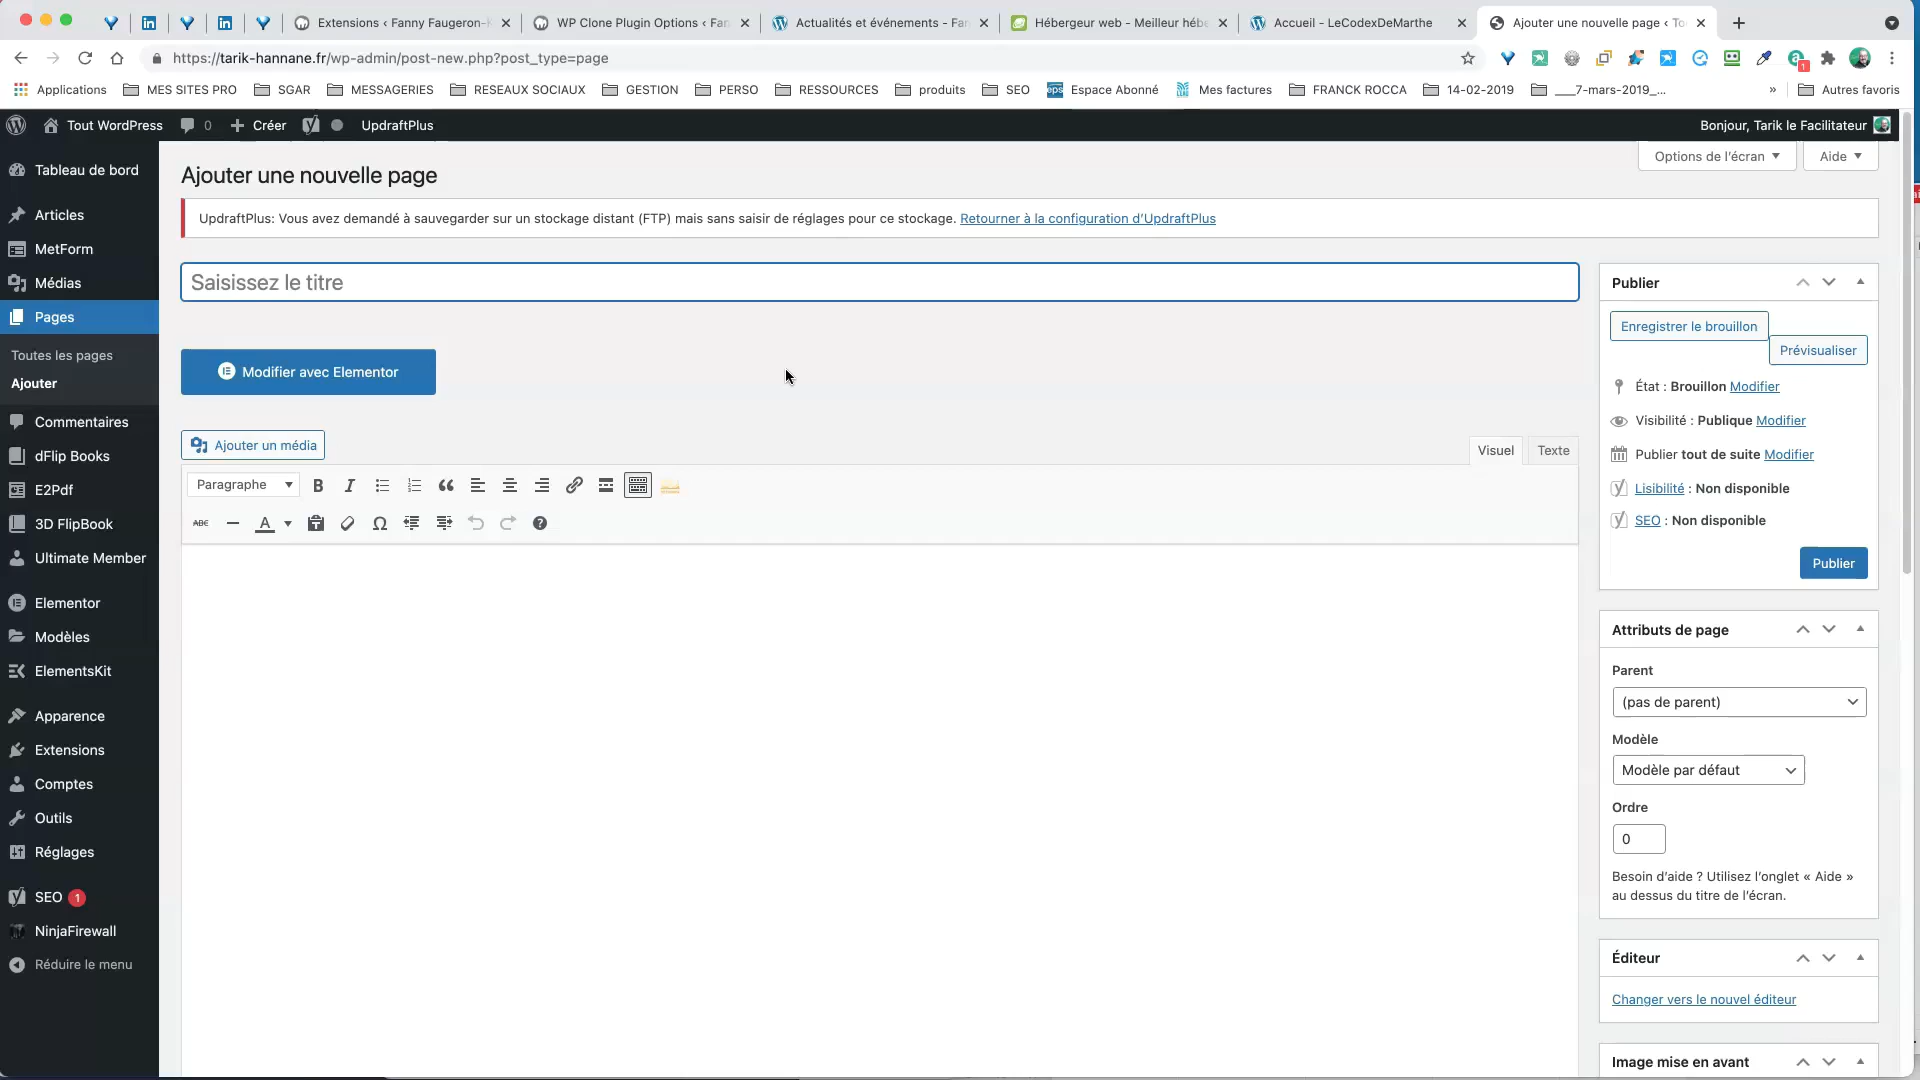 Extensions ‹ Fanny Faugeron-K
WP Clone Plugin Options ‹ Fan
Actualités et événements - Fan
Hébergeur web - Meilleur hébe
Accueil - LeCodexDeMarthe
Ajouter une nouvelle page ‹ To
https://tarik-hannane.fr/wp-admin/post-new.php?post_type=page
1
Applications
MES SITES PRO
SGAR
MESSAGERIES
RESEAUX SOCIAUX
GESTION
PERSO
RESSOURCES
produits
SEO
eps
Espace Abonné
Mes factures
FRANCK ROCCA
14-02-2019
____7-mars-2019_...
»
Autres favoris
Tout WordPress
0
Créer
UpdraftPlus
Bonjour, Tarik le Facilitateur
Options de l'écran
Aide
Tableau de bord
Articles
MetForm
Médias
Pages
Toutes les pages
Ajouter
Commentaires
dFlip Books
E2Pdf
3D FlipBook
Ultimate Member
Elementor
Modèles
ElementsKit
Apparence
Extensions
Comptes
Outils
Réglages
SEO 1
NinjaFirewall
Réduire le menu
Ajouter une nouvelle page
UpdraftPlus: Vous avez demandé à sauvegarder sur un stockage distant (FTP) mais sans saisir de réglages pour ce stockage. Retourner à la configuration d'UpdraftPlus
Saisissez le titre
Modifier avec Elementor
Ajouter un média
Visuel
Texte
Paragraphe
B
I
ABC
A
Ω
Publier
Enregistrer le brouillon
Prévisualiser
État : Brouillon Modifier
Visibilité : Publique Modifier
Publier tout de suite Modifier
Lisibilité : Non disponible
SEO : Non disponible
Publier
Attributs de page
Parent
(pas de parent)
Modèle
Modèle par défaut
Ordre
0
Besoin d'aide ? Utilisez l'onglet « Aide »
au dessus du titre de l'écran.
Éditeur
Changer vers le nouvel éditeur
Image mise en avant